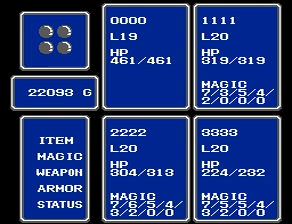 0000
L19
HP
461/461
1111
L20
HP
319/319
MAGIC
7/3/5/4/
2/0/0/0
22093 G
ITEM
MAGIC
WEAPON
ARMOR
STATUS
2222
L20
HP
304/313
MAGIC
7/6/5/4/
3/2/0/0
3333
L20
HP
224/232
MAGIC
7/5/5/4/
3/2/0/0